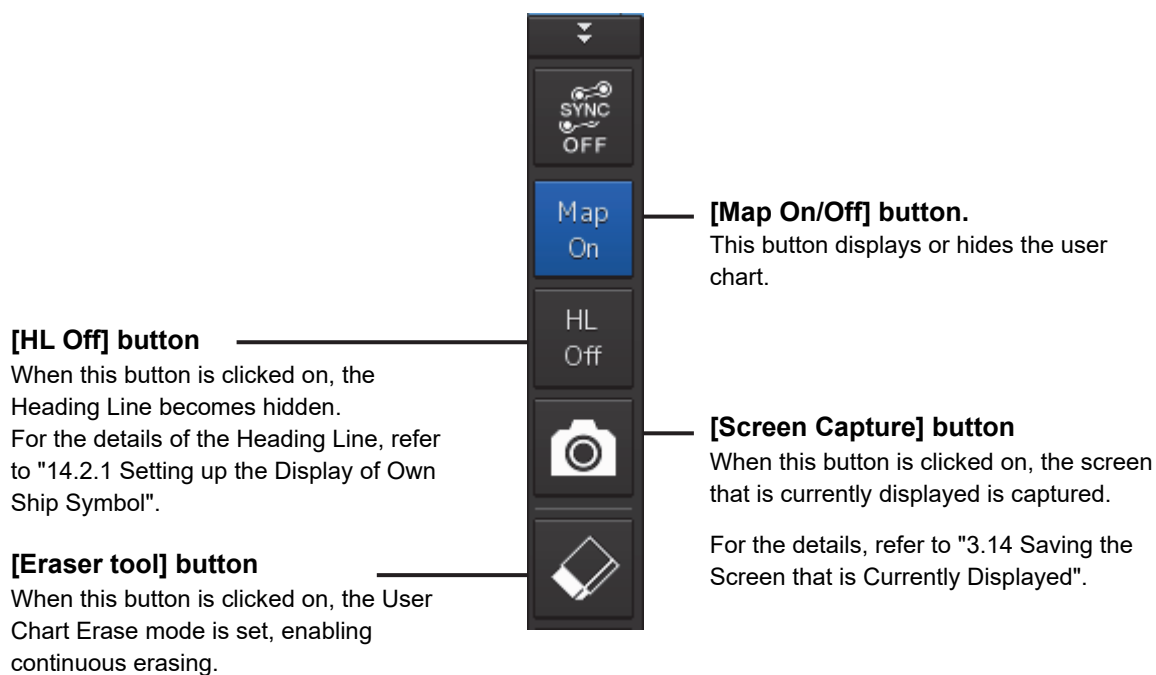 SYNC
OFF
Map
On
HL
Off
[Map On/Off] button.
This button displays or hides the user
chart.
[HL Off] button
When this button is clicked on, the
Heading Line becomes hidden.
For the details of the Heading Line, refer
to "14.2.1 Setting up the Display of Own
Ship Symbol".
[Screen Capture] button
When this button is clicked on, the screen
that is currently displayed is captured.
For the details, refer to "3.14 Saving the
Screen that is Currently Displayed".
[Eraser tool] button
When this button is clicked on, the User
Chart Erase mode is set, enabling
continuous erasing.